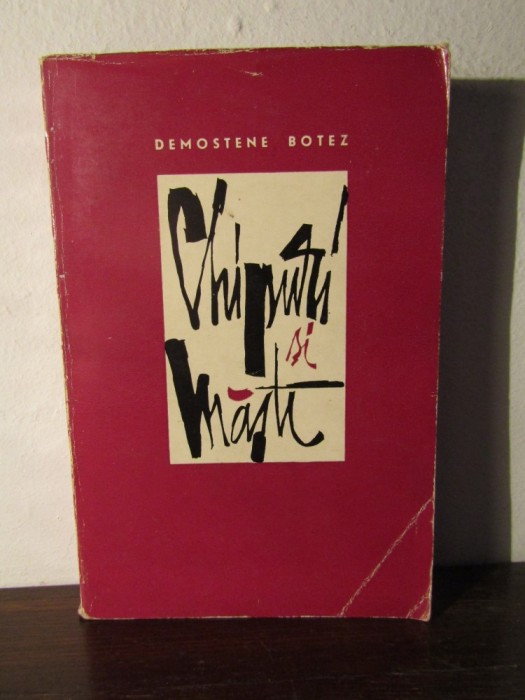 DEMOSTENE BOTEZ
Chipuri
și
măști